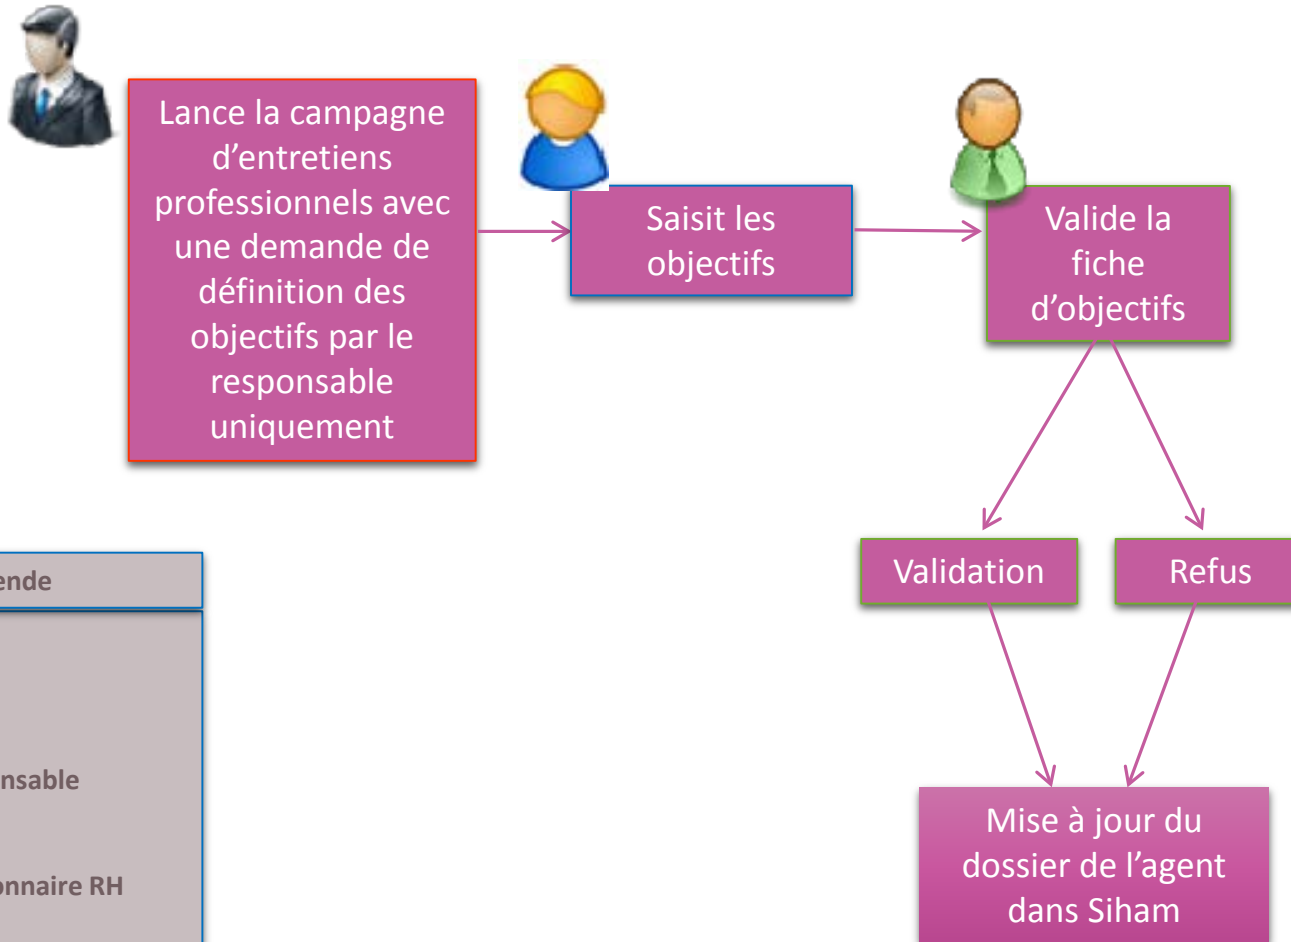 Lance la campagne
d’entretiens
professionnels avec
une demande de
définition des
objectifs par le
responsable
uniquement
Saisit les
objectifs
Valide la
fiche
d’objectifs
Validation
Refus
Mise à jour du
dossier de l’agent
dans Siham
ende
nsable
onnaire RH